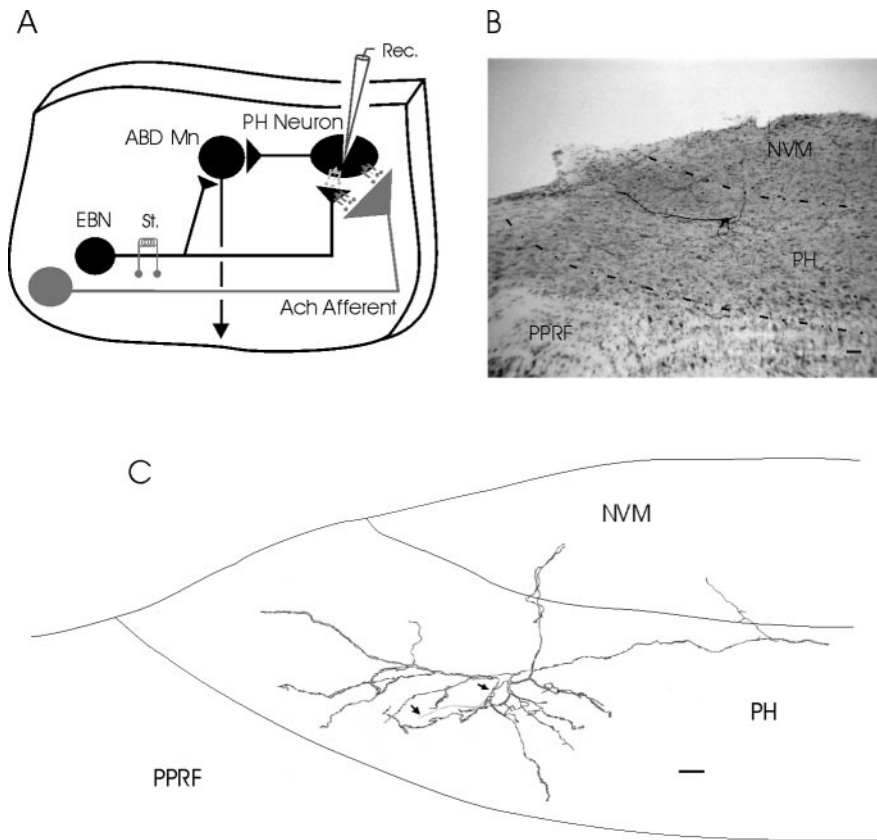 A
Rec.
PH Neuron
ABD Mn
EBN
St.
Ach Afferent
B
NVM
PH
PPRF
C
NVM
PH
PPRF